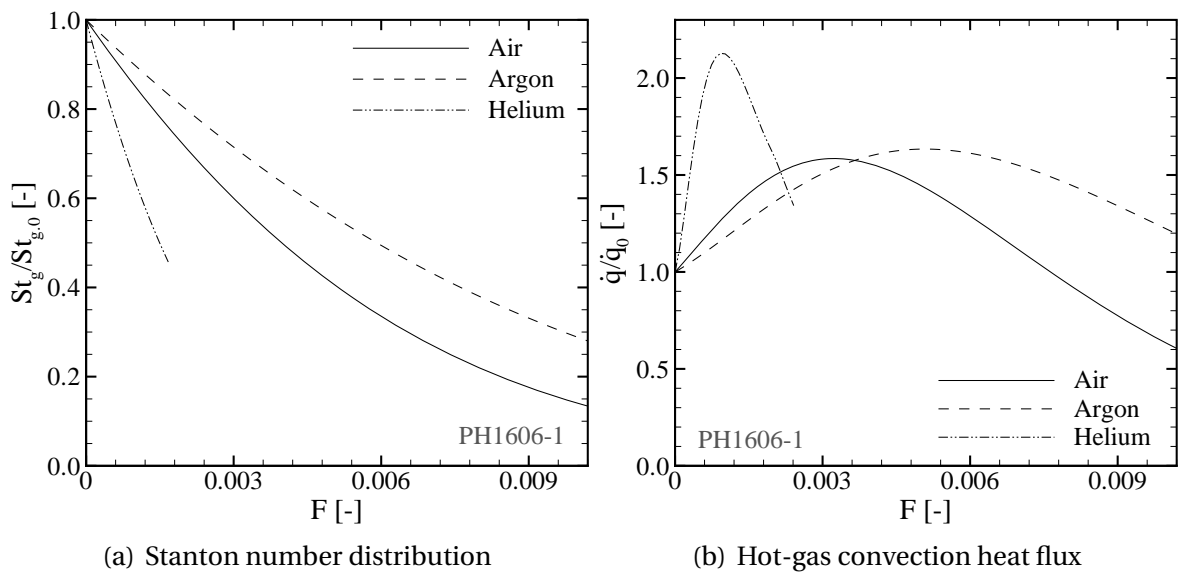 1.0
0.8
0.6
0.4
0.2
0.0
St_g/St_{g,0} [-]
Air
Argon
Helium
PH1606-1
0 0.003 0.006 0.009
F [-]
(a) Stanton number distribution
2.0
1.5
1.0
0.5
0.0
q̇/q̇_0 [-]
Air
Argon
Helium
PH1606-1
0 0.003 0.006 0.009
F [-]
(b) Hot-gas convection heat flux